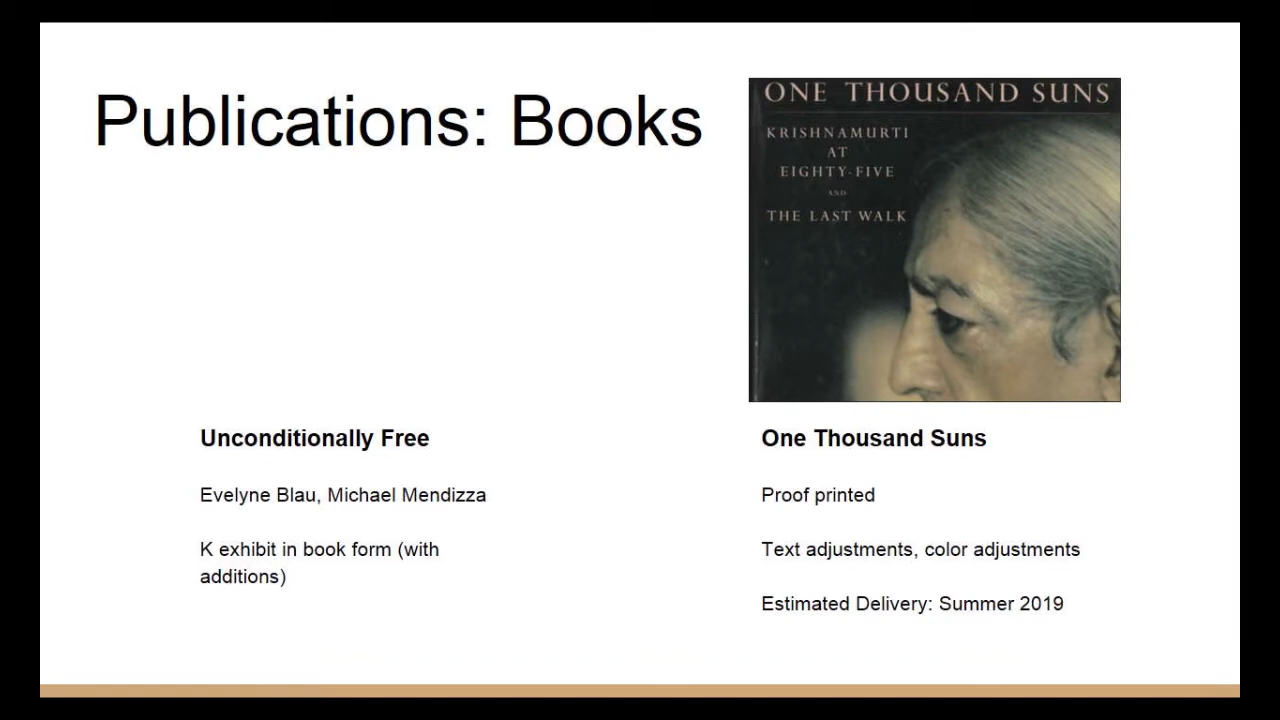 Publications: Books
ONE THOUSAND SUNS
KRISHNAMURTI
AT
EIGHTY-FIVE
AND
THE LAST WALK
Unconditionally Free
Evelyne Blau, Michael Mendizza
K exhibit in book form (with
additions)
One Thousand Suns
Proof printed
Text adjustments, color adjustments
Estimated Delivery: Summer 2019